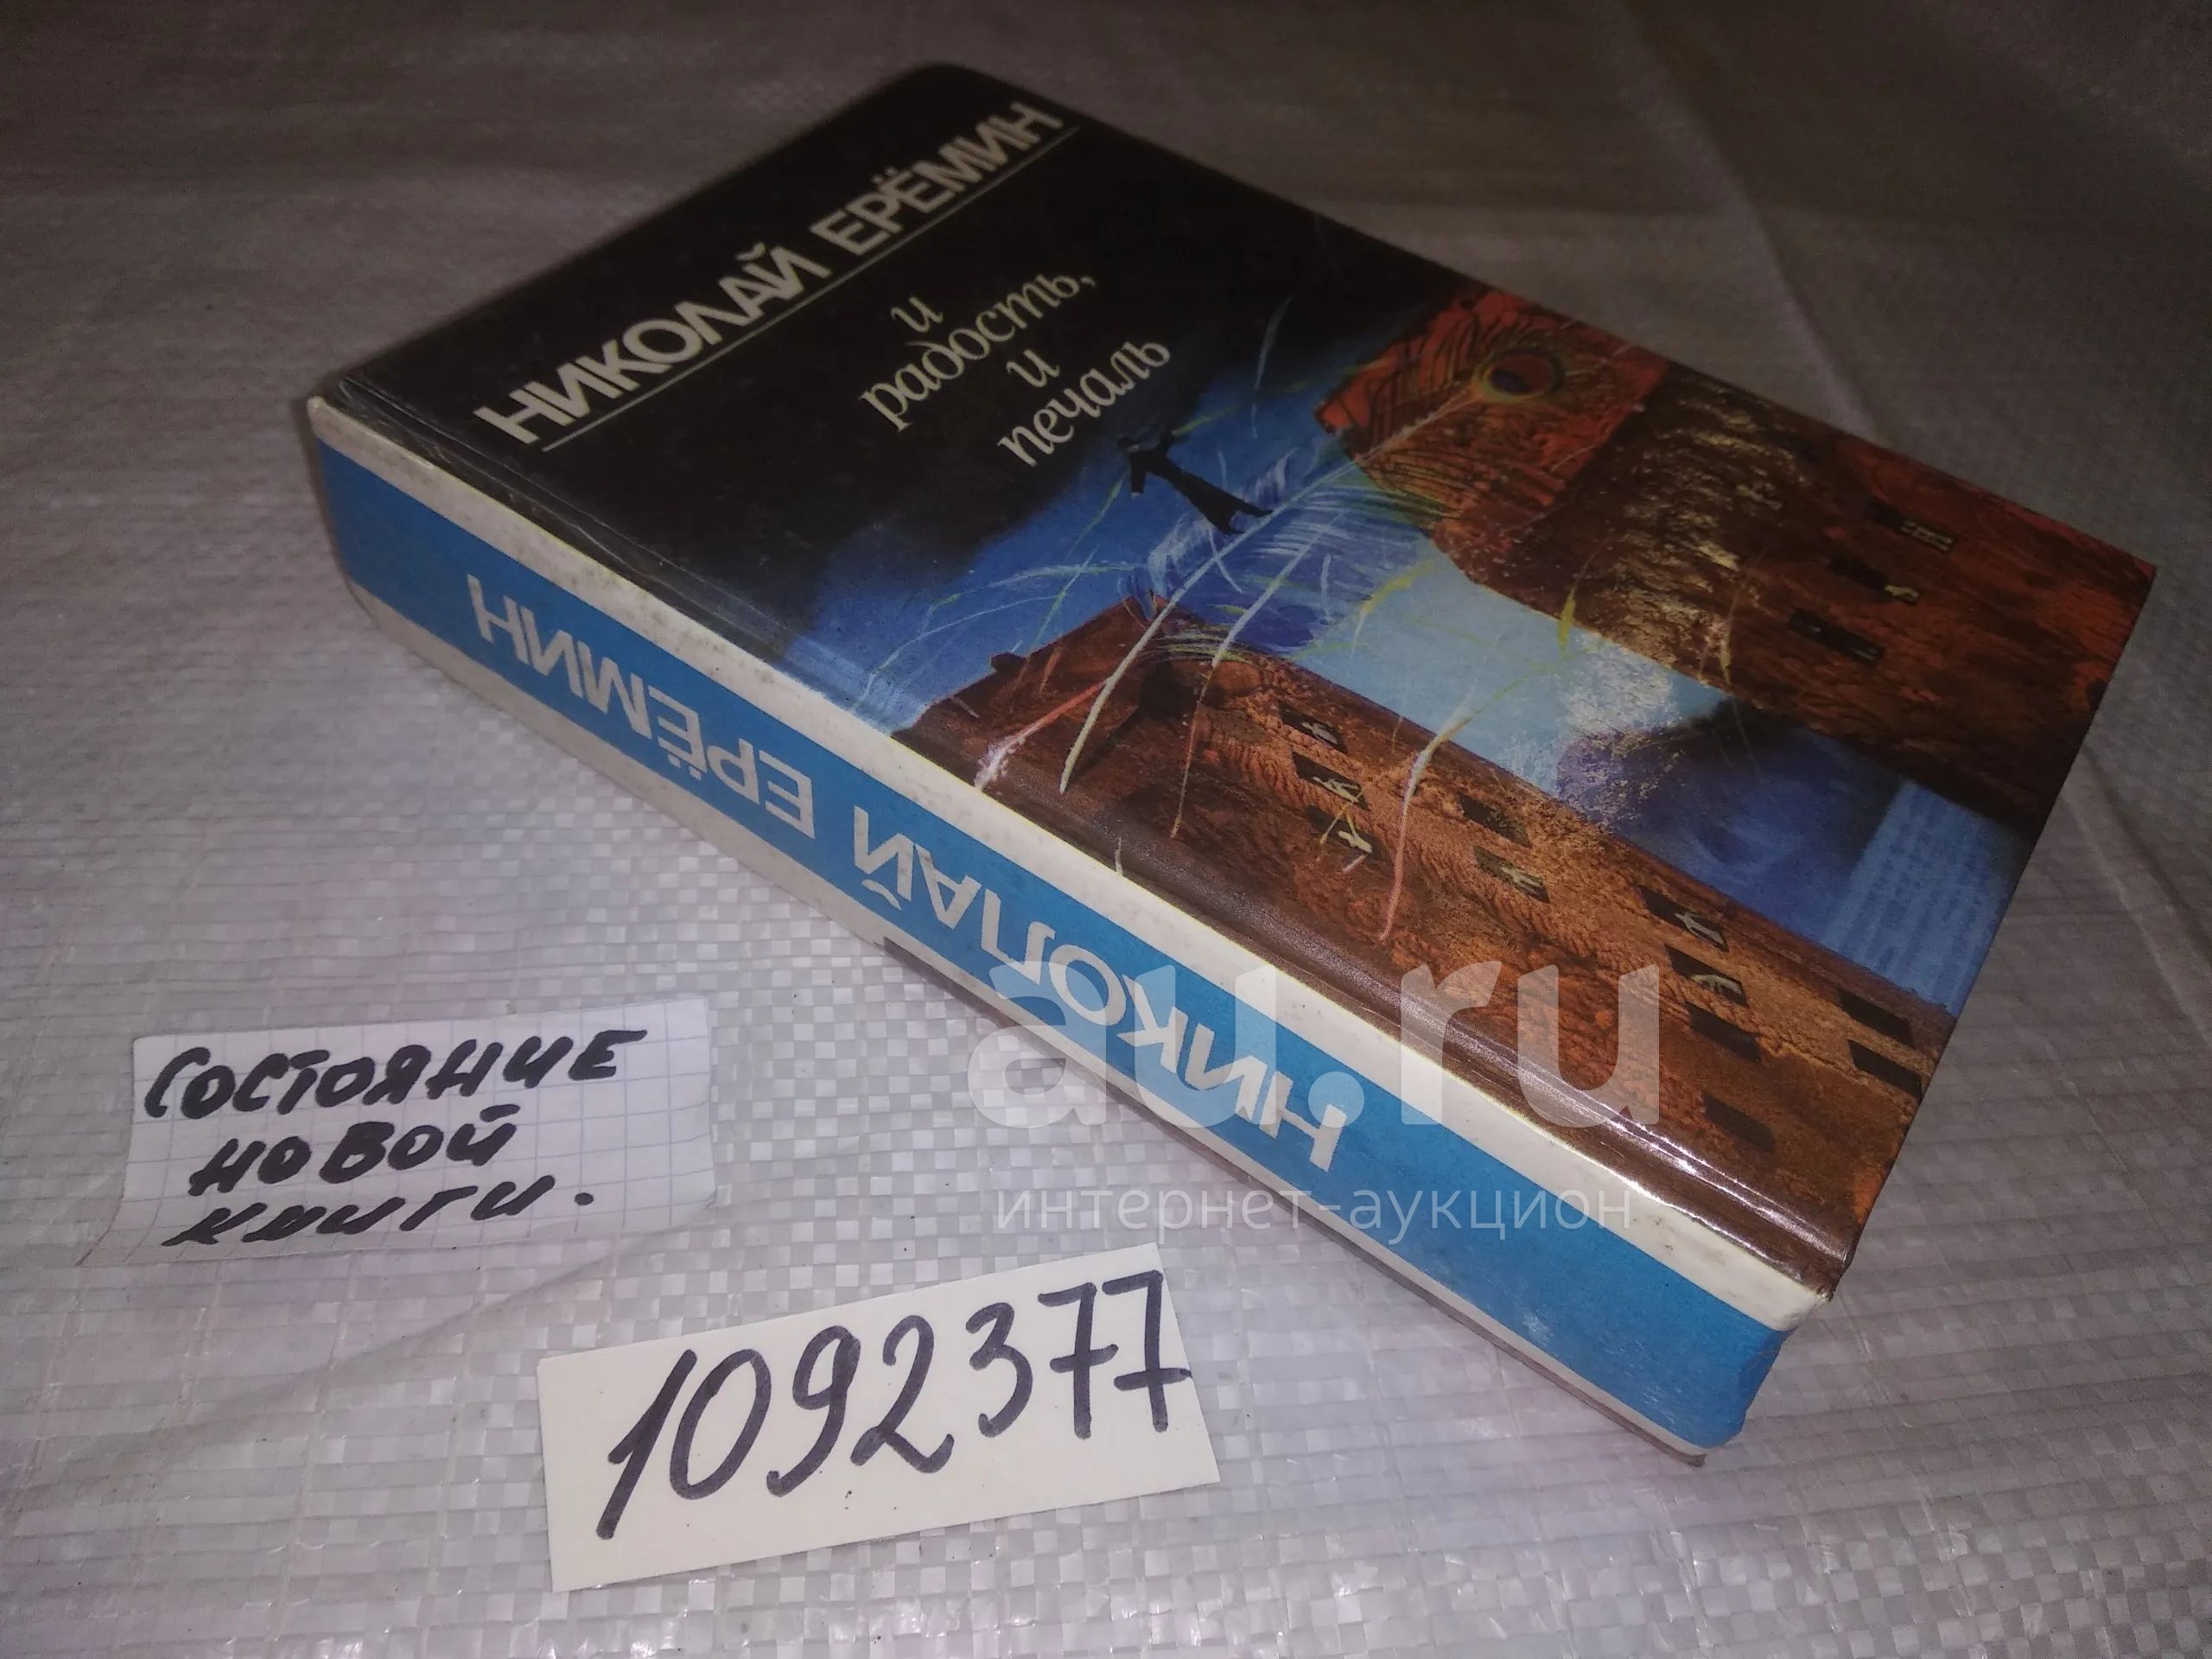 НИКОЛАЙ ЕРЁМИН
и
радость,
и
печаль
НИКОЛАЙ ЕРЁМИН
au.ru
интернет-аукцион
СОСТОЯНИЕ
НОВОЙ
КНИГИ.
1092377